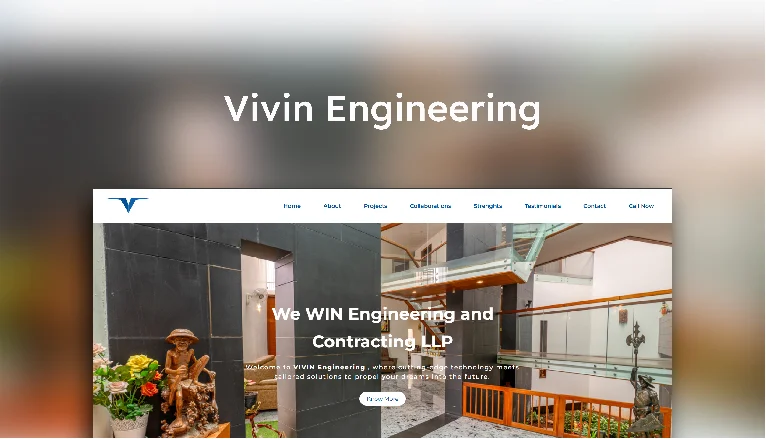 Vivin Engineering
Home About Projects Collaborations Strenghts Testimonials Contact Call Now
We WIN Engineering and
Contracting LLP
Welcome to VIVIN Engineering , where cutting-edge technology meets
tailored solutions to propel your dreams into the future.
Know More